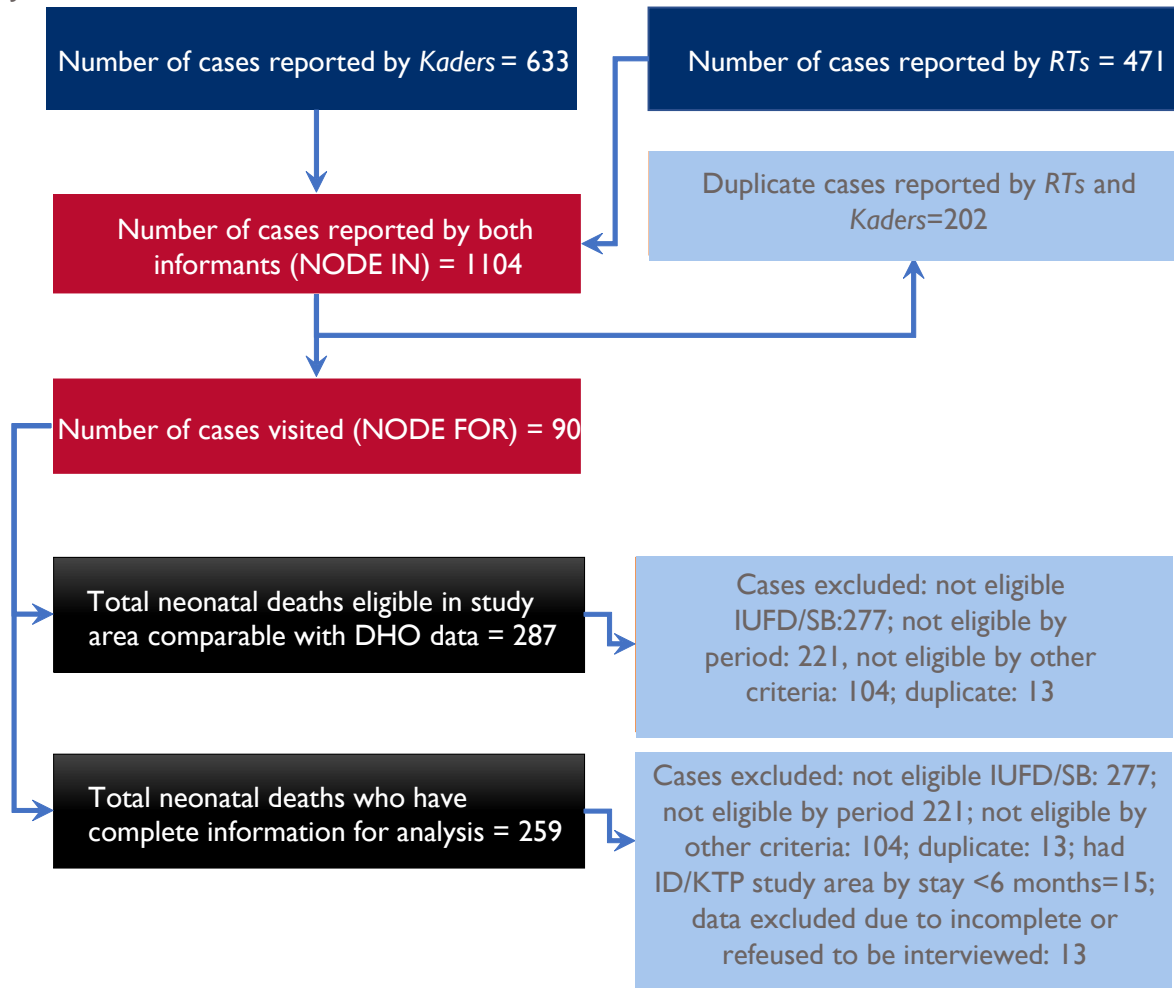 Number of cases reported by Kaders = 633
Number of cases reported by RTs = 471
Duplicate cases reported by RTs and
Kaders=202
Number of cases reported by both
informants (NODE IN) = 1104
Number of cases visited (NODE FOR) = 90
Total neonatal deaths eligible in study
area comparable with DHO data = 287
Cases excluded: not eligible
IUFD/SB:277; not eligible by
period: 221, not eligible by other
criteria: 104; duplicate: 13
Total neonatal deaths who have
complete information for analysis = 259
Cases excluded: not eligible IUFD/SB: 277;
not eligible by period 221; not eligible by
other criteria: 104; duplicate: 13; had
ID/KTP study area by stay <6 months=15;
data excluded due to incomplete or
refeused to be interviewed: 13